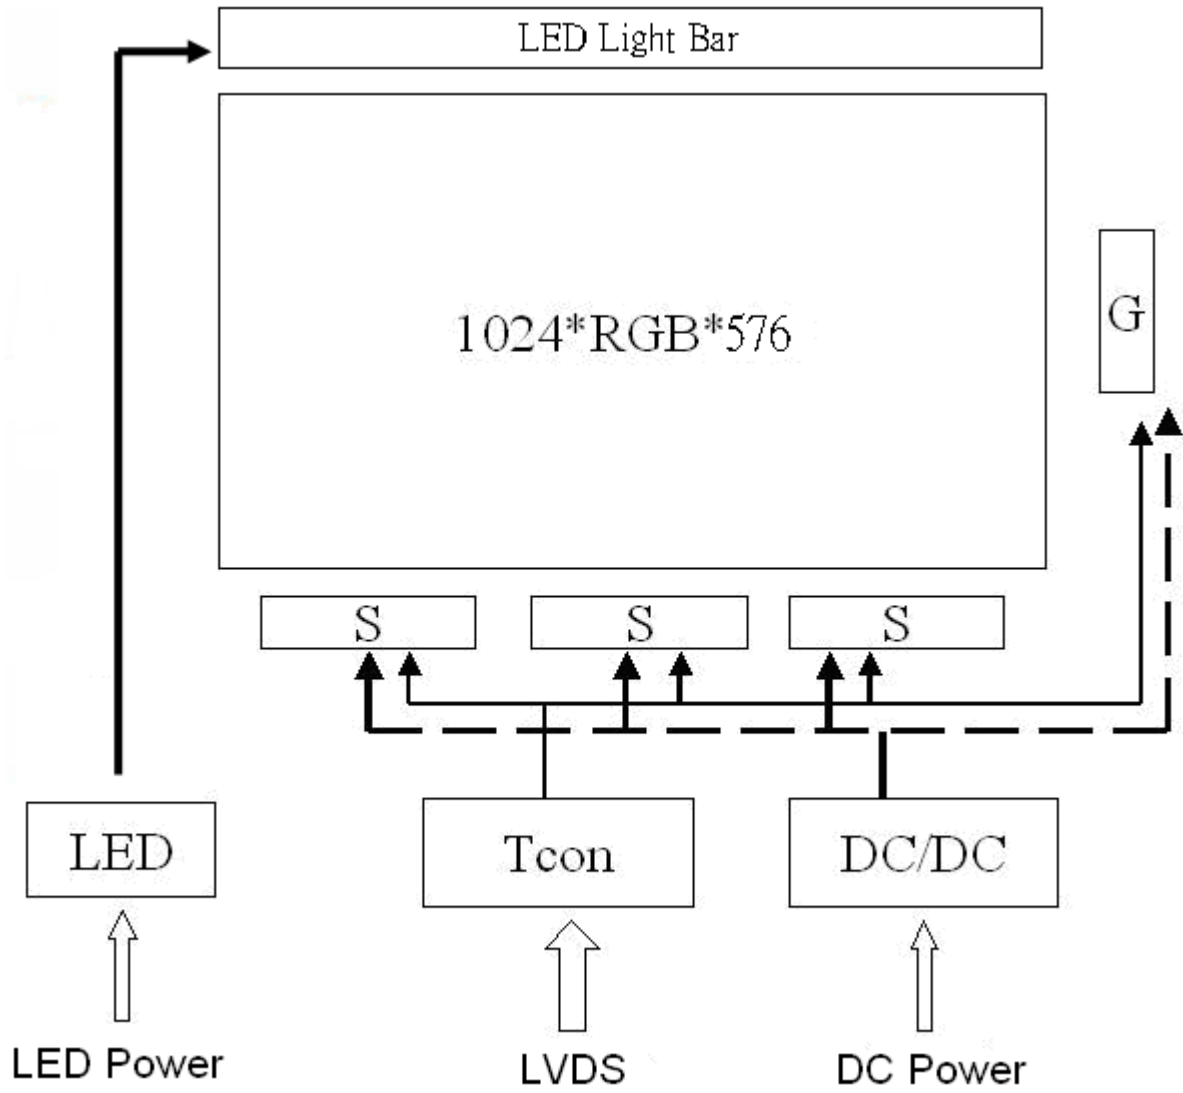 LED Light Bar
1024*RGB*576
G
S
S
S
LED
Tcon
DC/DC
LED Power
LVDS
DC Power